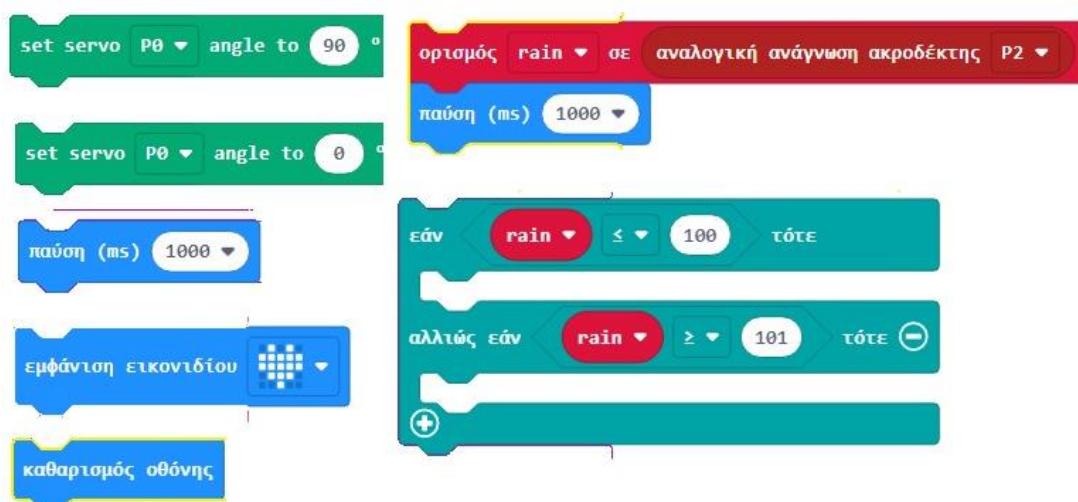 set servo P0 angle to 90 °
set servo P0 angle to 0 °
παύση (ms) 1000
εμφάνιση εικονιδίου
καθαρισμός οθόνης
ορισμός rain σε αναλογική ανάγνωση ακροδέκτης P2
παύση (ms) 1000
εάν rain ≤ 100 τότε
αλλιώς εάν rain ≥ 101 τότε